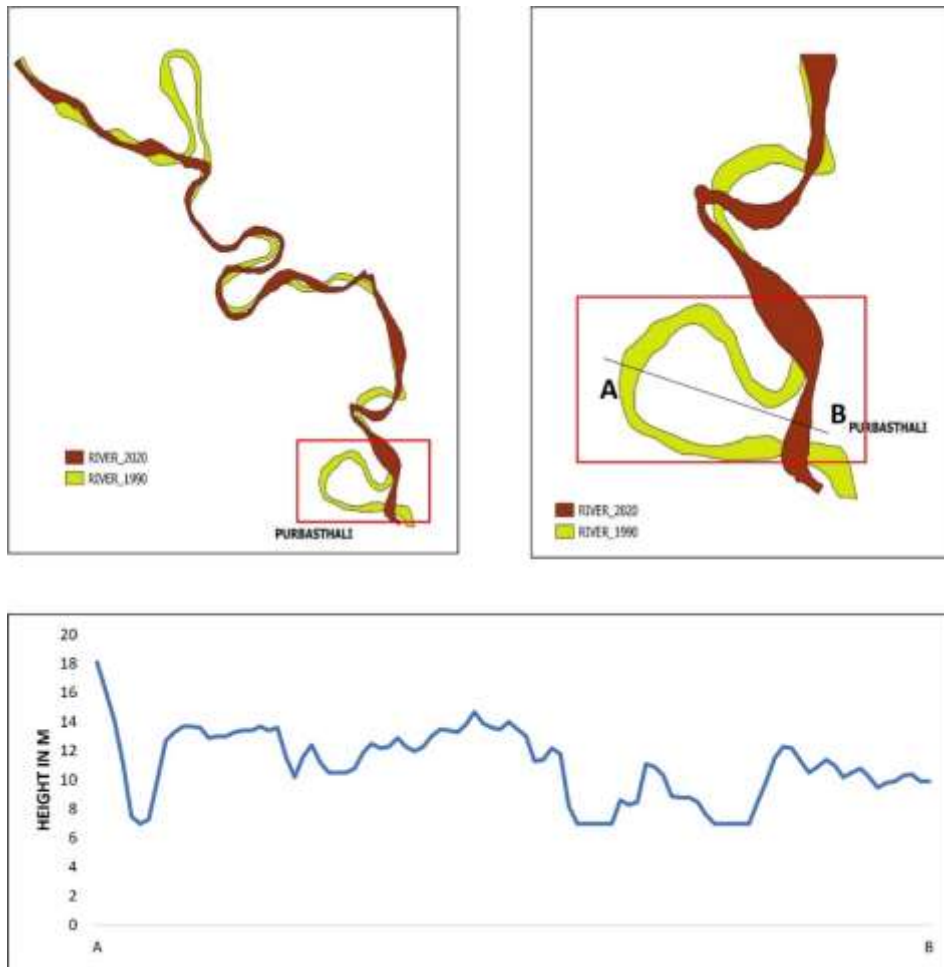 RIVER_2020
RIVER_1990
PURBASTHALI
A
B
PURBASTHALI
RIVER_2020
RIVER_1990
HEIGHT IN M
20
18
16
14
12
10
8
6
4
2
0
A
B